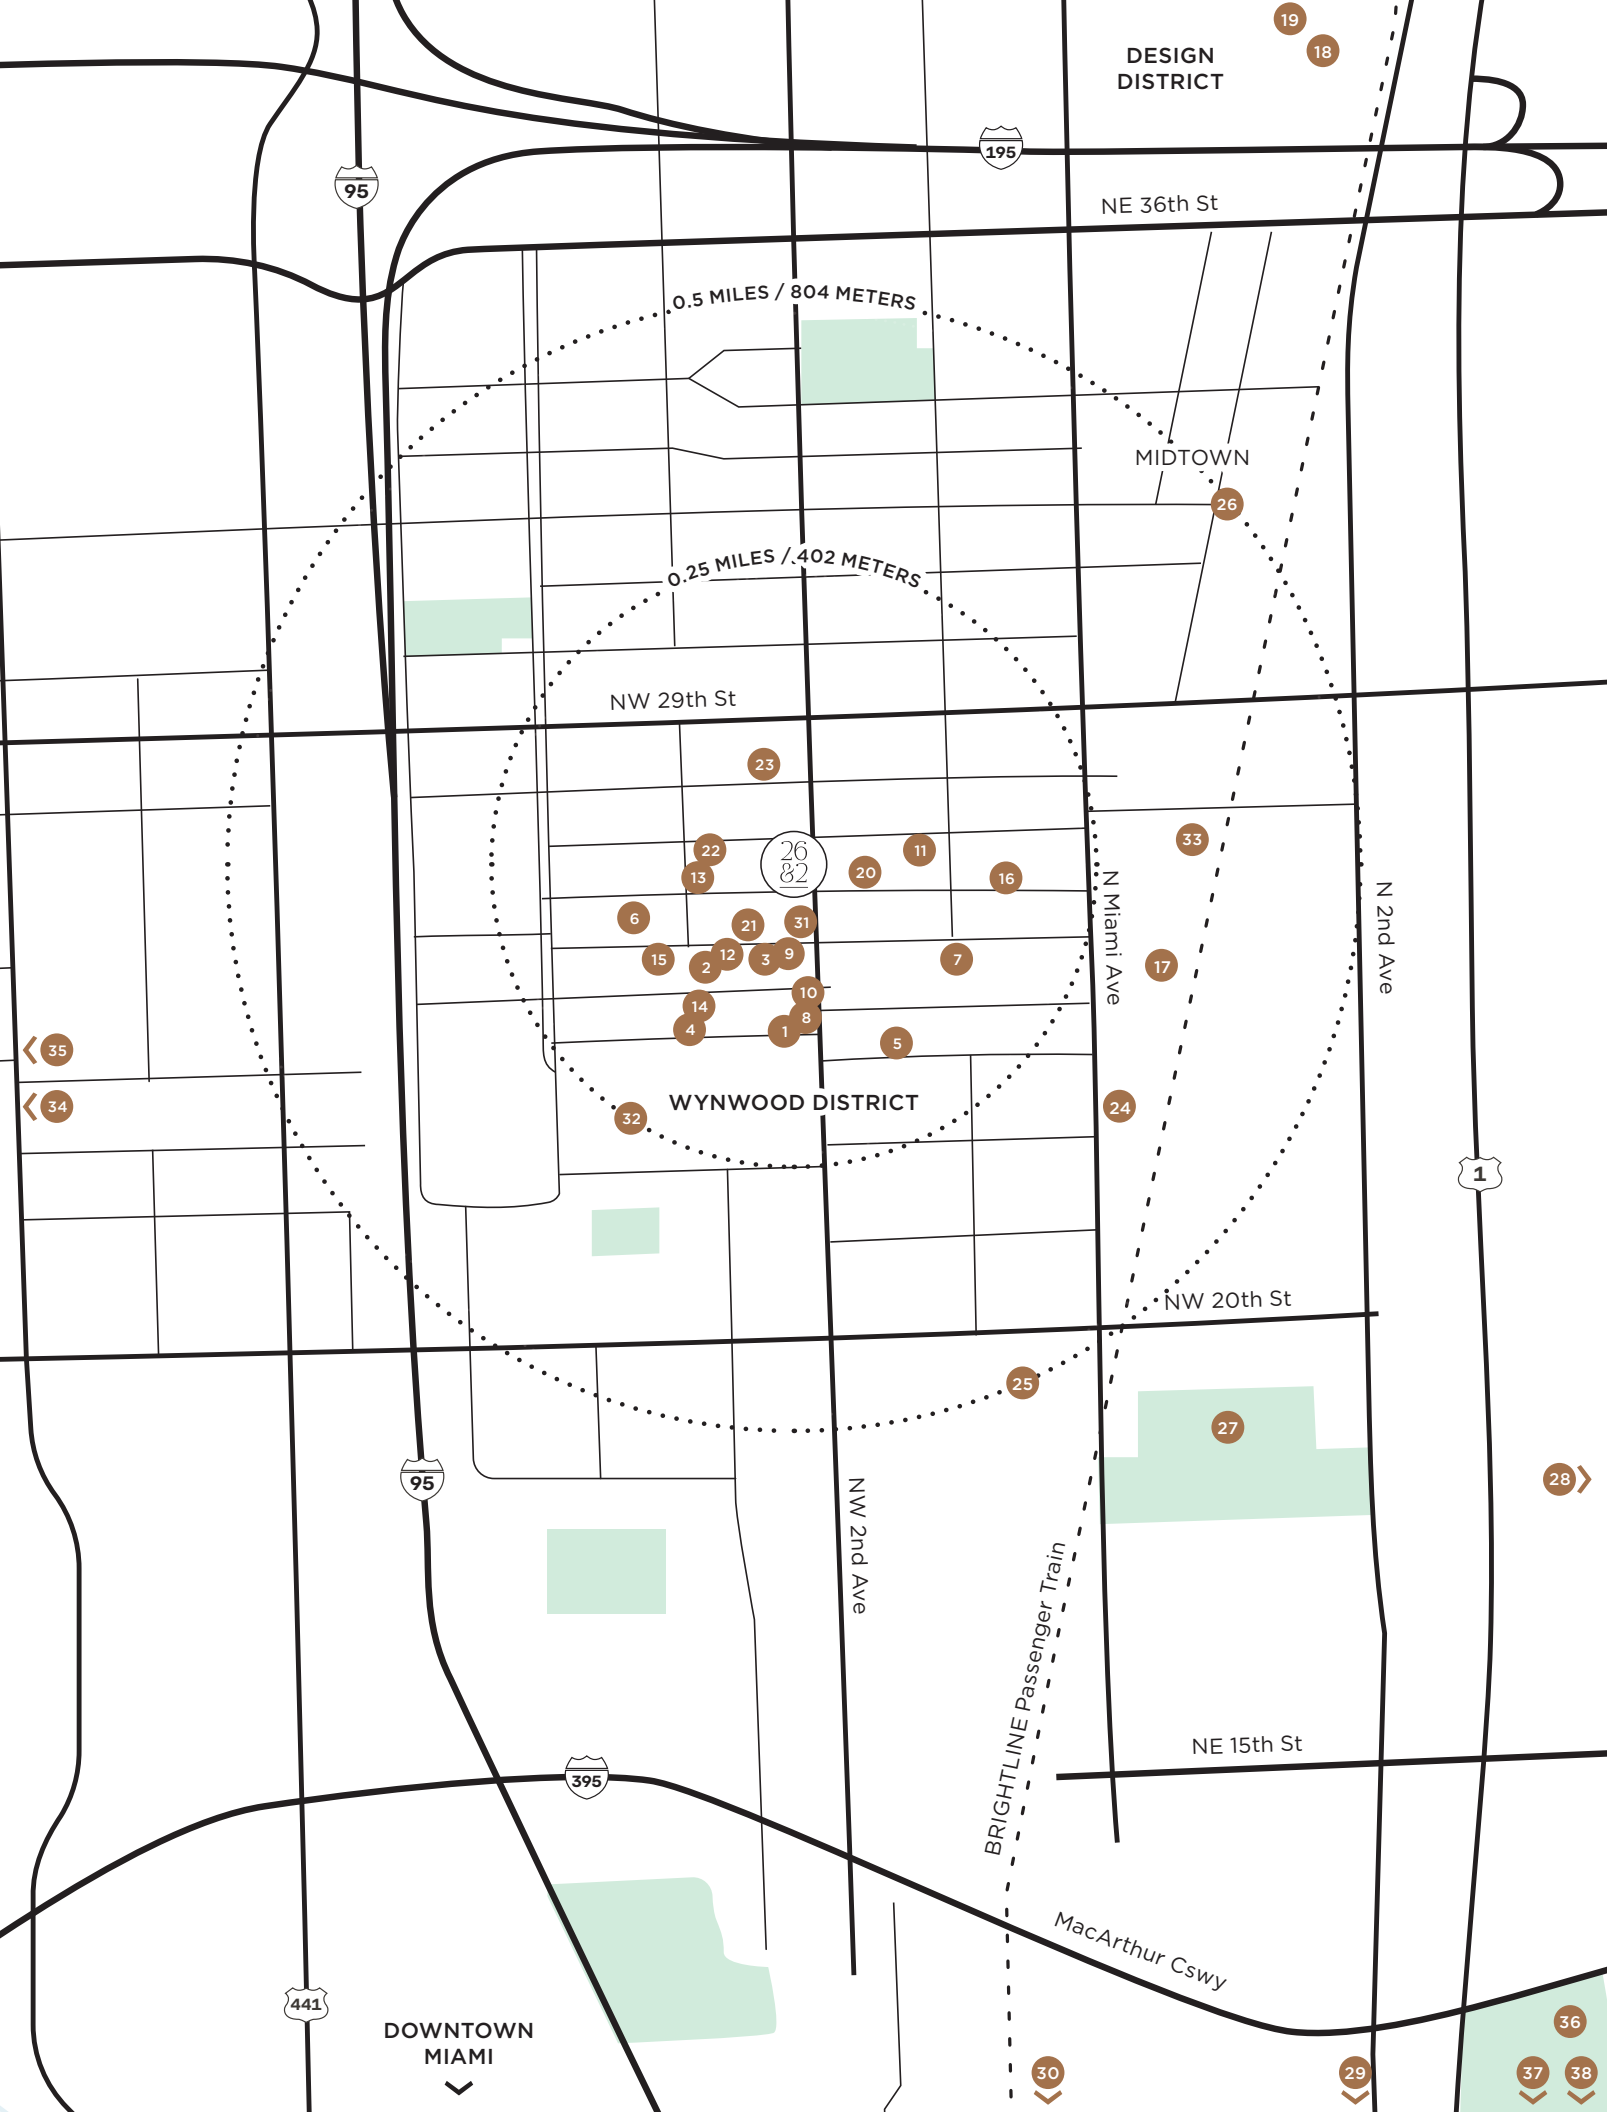 19
18
DESIGN
DISTRICT
195
95
NE 36th St
0.5 MILES / 804 METERS
MIDTOWN
26
0.25 MILES / 402 METERS
NW 29th St
23
33
22
11
26
&2
20
13
16
N Miami Ave
N 2nd Ave
6
21
31
15
2
12
3
9
7
17
10
14
8
4
1
5
35
34
WYNWOOD DISTRICT
24
32
1
NW 20th St
25
27
95
28
NW 2nd Ave
BRIGHTLINE Passenger Train
NE 15th St
395
MacArthur Cswy
441
DOWNTOWN
MIAMI
36
30
29
37
38